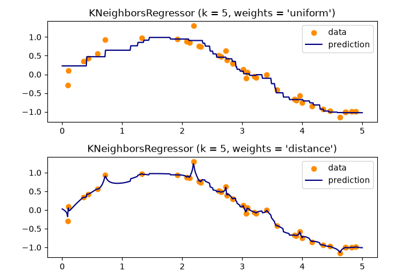 KNeighborsRegressor (k = 5, weights = 'uniform')
1.0
0.5
0.0
−0.5
−1.0
data
prediction
0 1 2 3 4 5
KNeighborsRegressor (k = 5, weights = 'distance')
1.0
0.5
0.0
−0.5
−1.0
data
prediction
0 1 2 3 4 5